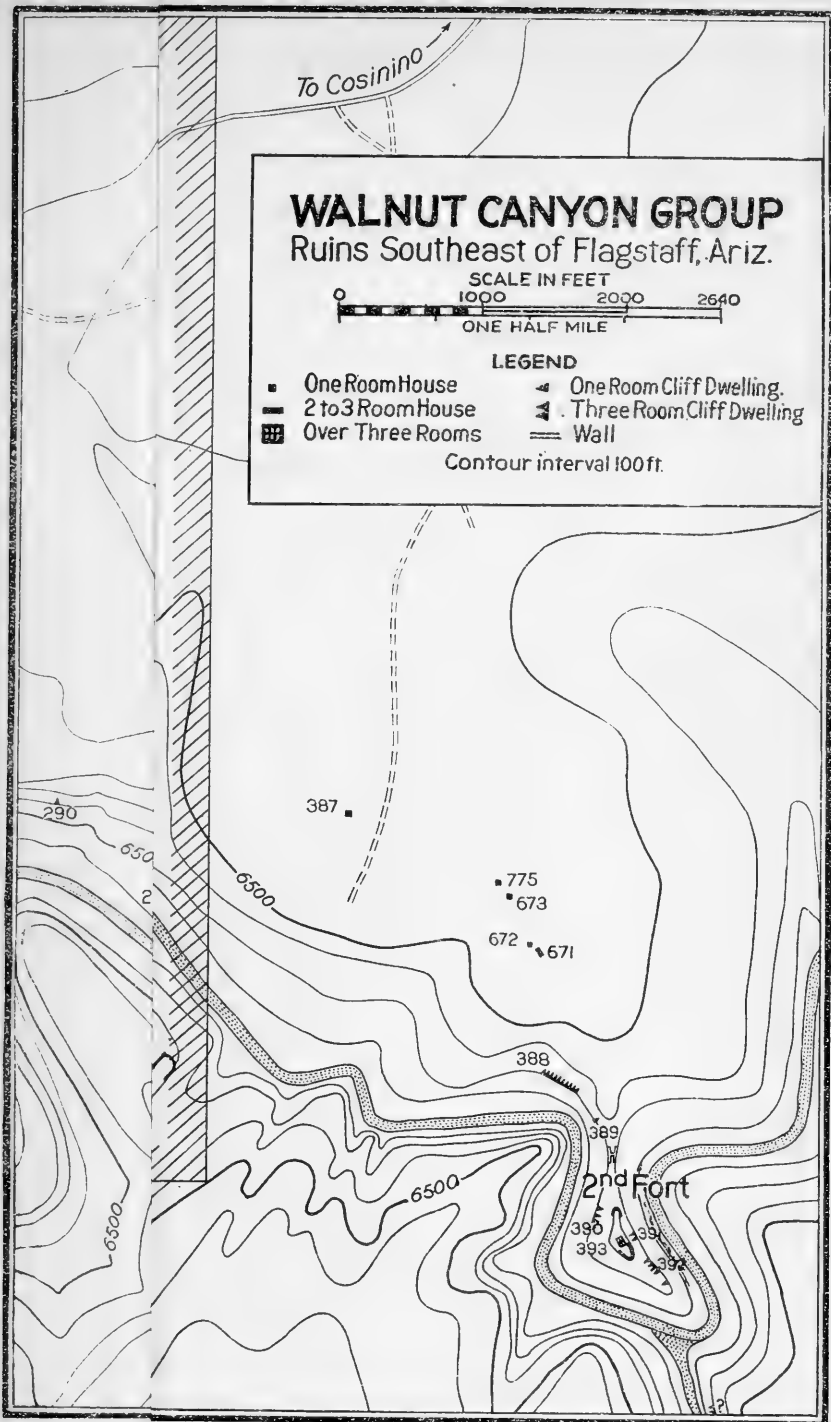 To Cosinino
WALNUT CANYON GROUP
Ruins Southeast of Flagstaff, Ariz.
SCALE IN FEET
0 1000 2000 2640
ONE HALF MILE
LEGEND
One Room House
2 to 3 Room House
Over Three Rooms
One Room Cliff Dwelling.
Three Room Cliff Dwelling
Wall
Contour interval 100 ft.
387
290
650
6500
2
775
673
672
671
388
389
2nd Fort
6500
390
391
393
392
6500
?